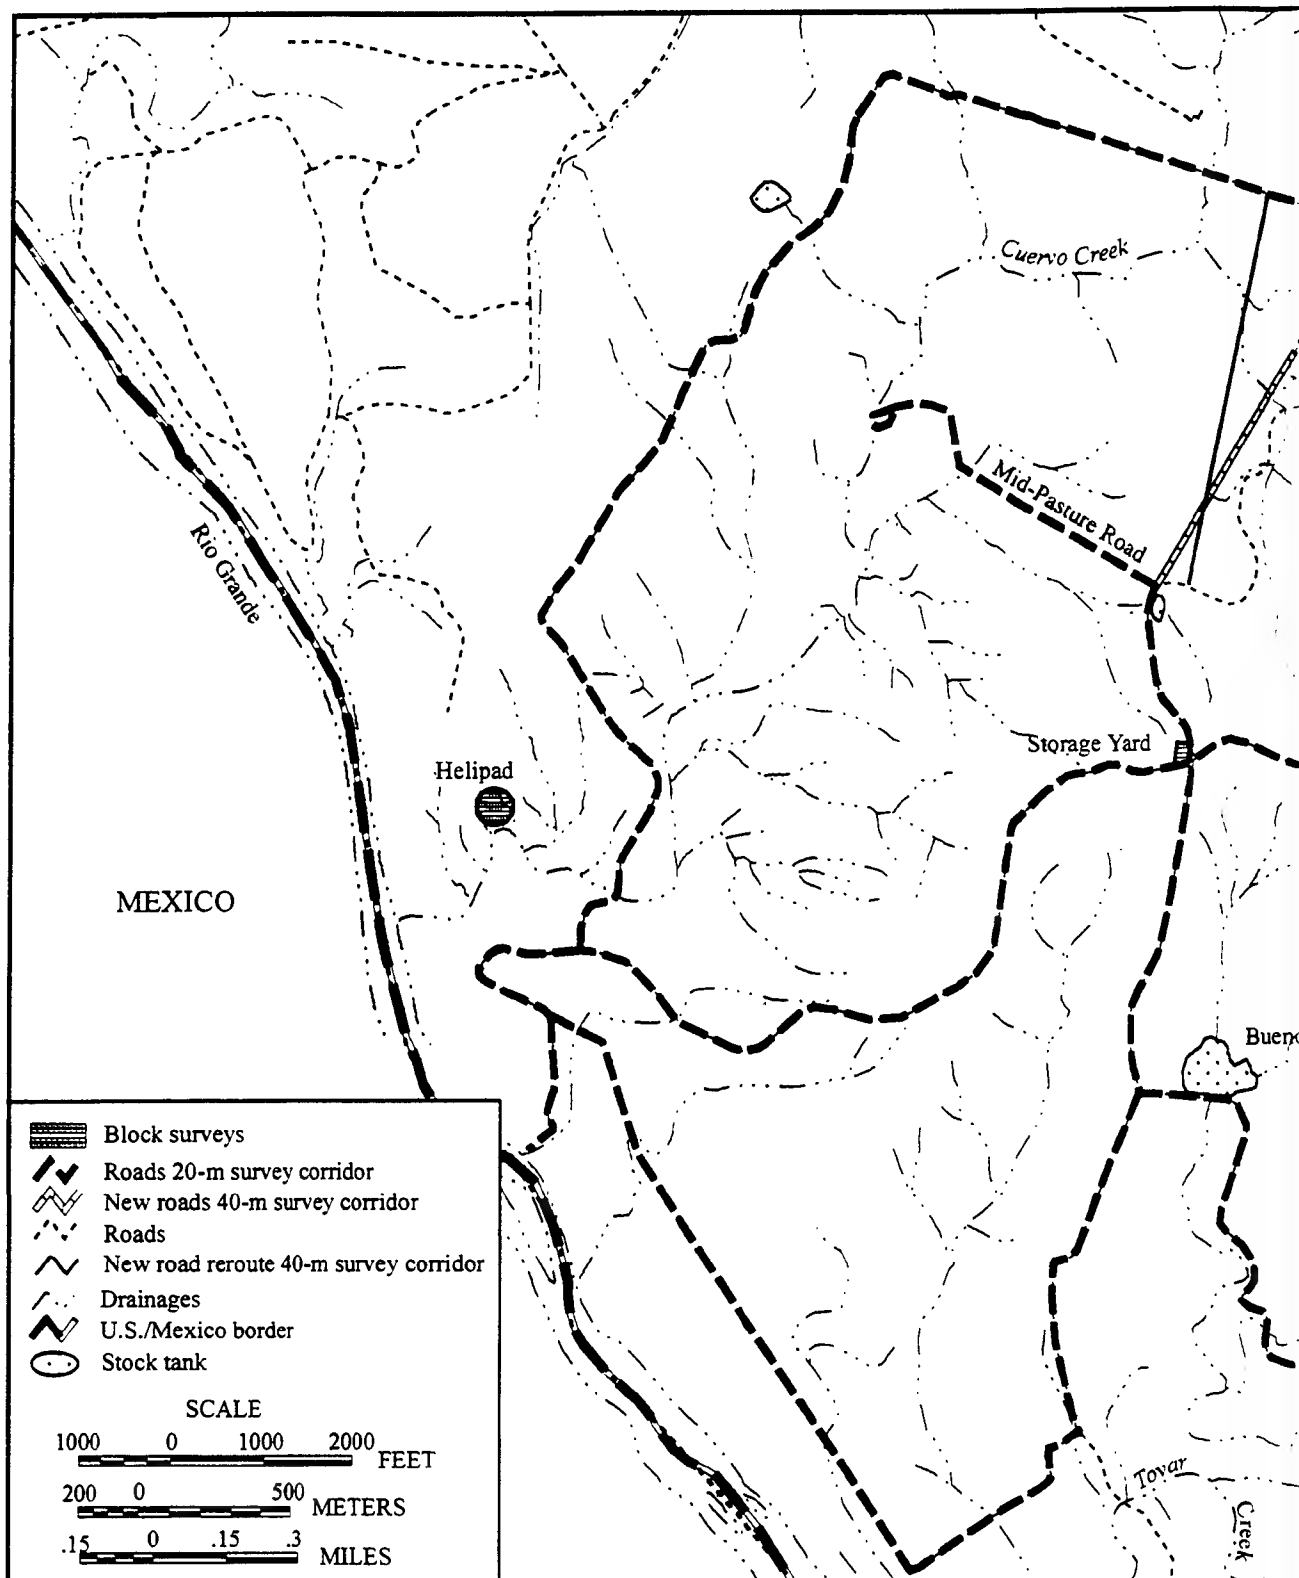 Cuervo Creek
Mid-Pasture Road
Rio Grande
Storage Yard
Helipad
MEXICO
Bueno
Block surveys
Roads 20-m survey corridor
New roads 40-m survey corridor
Roads
New road reroute 40-m survey corridor
Drainages
U.S./Mexico border
Stock tank
SCALE
1000 0 1000 2000
FEET
200 0 500
METERS
.15 0 .15 .3
MILES
Tovar
Creek